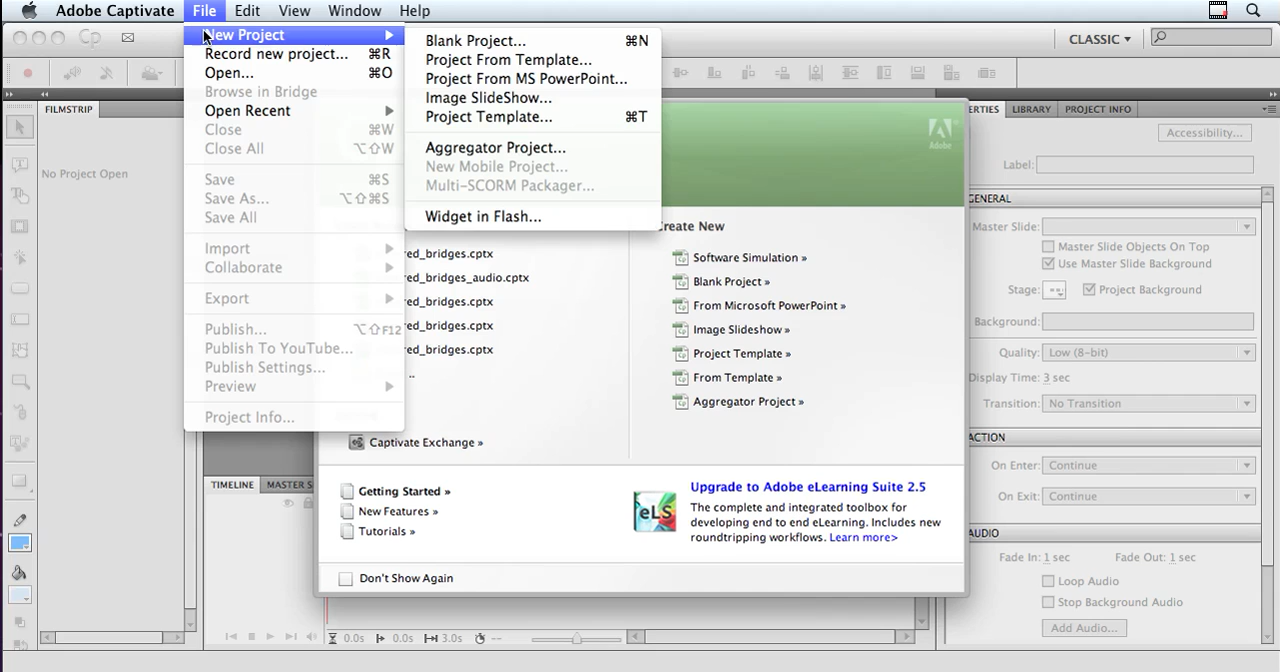 Adobe Captivate File Edit View Window Help
Cp CLASSIC
FILMSTRIP
No Project Open
New Project
Record new project... ⌘R
Open... ⌘O
Browse in Bridge
Open Recent
Close ⌘W
Close All ⌥⇧W
Save ⌘S
Save As... ⌥⇧⌘S
Save All
Import
Collaborate
Export
Publish... ⌥⇧F12
Publish To YouTube...
Publish Settings...
Preview
Project Info...
Blank Project... ⌘N
Project From Template...
Project From MS PowerPoint...
Image SlideShow...
Project Template... ⌘T
Aggregator Project...
New Mobile Project...
Multi-SCORM Packager...
Widget in Flash...
Adobe
red_bridges.cptx
red_bridges_audio.cptx
red_bridges.cptx
red_bridges.cptx
red_bridges.cptx
..
Captivate Exchange »
Create New
Software Simulation »
Blank Project »
From Microsoft PowerPoint »
Image Slideshow »
Project Template »
From Template »
Aggregator Project »
Getting Started »
New Features »
Tutorials »
eLS
Upgrade to Adobe eLearning Suite 2.5
The complete and integrated toolbox for
developing end to end eLearning. Includes new
roundtripping workflows. Learn more>
Don't Show Again
TIMELINE MASTER S
0.0s 0.0s 3.0s --
ERTIES LIBRARY PROJECT INFO
Accessibility...
Label:
GENERAL
Master Slide:
Master Slide Objects On Top
Use Master Slide Background
Stage: Project Background
Background:
Quality: Low (8-bit)
Display Time: 3 sec
Transition: No Transition
ACTION
On Enter: Continue
On Exit: Continue
AUDIO
Fade In: 1 sec Fade Out: 1 sec
Loop Audio
Stop Background Audio
Add Audio...